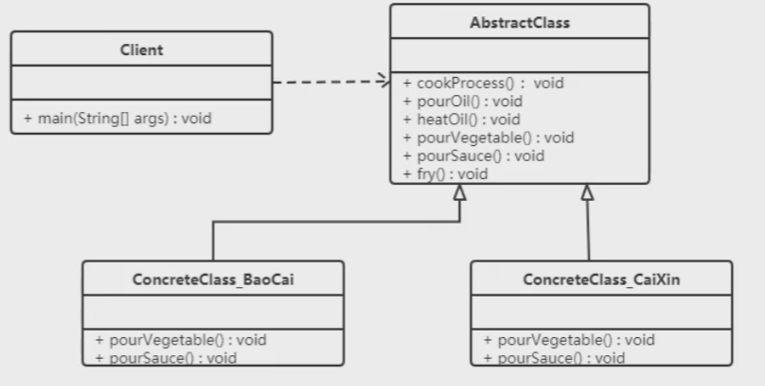 AbstractClass
Client
+ cookProcess() : void
+ pourOil() : void
+ heatOil() : void
+ pourVegetable() : void
+ pourSauce() : void
+ fry() : void
+ main(String[] args) : void
ConcreteClass_BaoCai
ConcreteClass_CaiXin
+ pourVegetable() : void
+ pourSauce() : void
+ pourVegetable() : void
+ pourSauce() : void